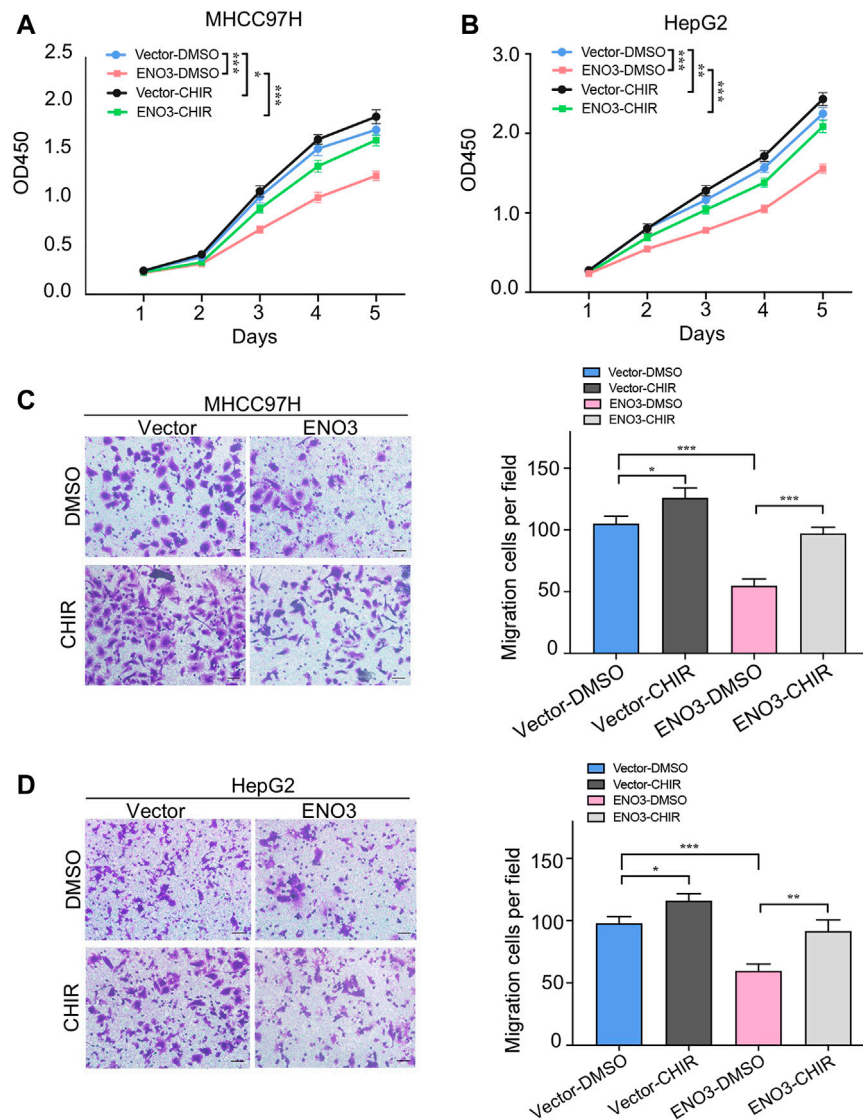 A
MHCC97H
Vector-DMSO
ENO3-DMSO
Vector-CHIR
ENO3-CHIR
***
*
***
OD450
2.5
2.0
1.5
1.0
0.5
0.0
1 2 3 4 5
Days
B
HepG2
Vector-DMSO
ENO3-DMSO
Vector-CHIR
ENO3-CHIR
***
**
***
OD450
3.0
2.0
1.0
0.0
1 2 3 4 5
Days
C
MHCC97H
Vector ENO3
DMSO
CHIR
Vector-DMSO
Vector-CHIR
ENO3-DMSO
ENO3-CHIR
Migration cells per field
150
100
50
0
***
*
***
Vector-DMSO
Vector-CHIR
ENO3-DMSO
ENO3-CHIR
D
HepG2
Vector ENO3
DMSO
CHIR
Vector-DMSO
Vector-CHIR
ENO3-DMSO
ENO3-CHIR
Migration cells per field
150
100
50
0
***
*
**
Vector-DMSO
Vector-CHIR
ENO3-DMSO
ENO3-CHIR